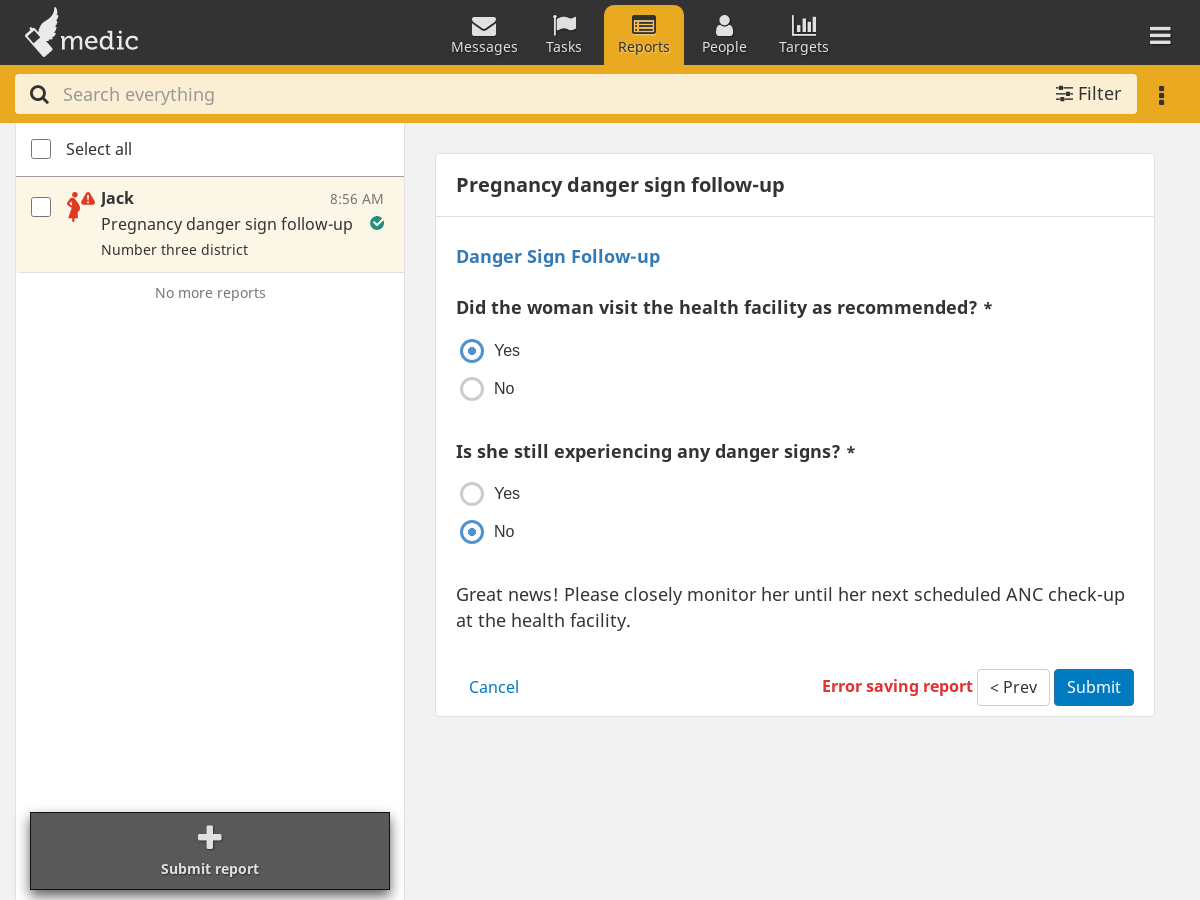 medic
Messages
Tasks
Reports
People
Targets
Search everything
Filter
Select all
Jack
8:56 AM
Pregnancy danger sign follow-up
Number three district
No more reports
Submit report
Pregnancy danger sign follow-up
Danger Sign Follow-up
Did the woman visit the health facility as recommended? *
Yes
No
Is she still experiencing any danger signs? *
Yes
No
Great news! Please closely monitor her until her next scheduled ANC check-up
at the health facility.
Cancel
Error saving report
< Prev
Submit